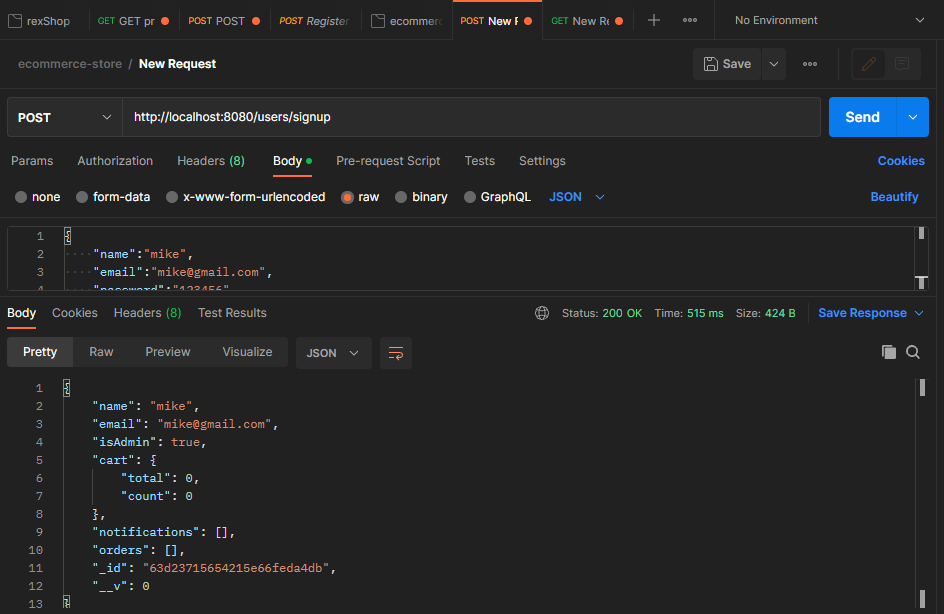 rexShop GET GET pr POST POST POST Register ecommerc POST New F GET New Re No Environment
ecommerce-store / New Request Save
POST http://localhost:8080/users/signup Send
Params Authorization Headers (8) Body Pre-request Script Tests Settings Cookies
none form-data x-www-form-urlencoded raw binary GraphQL JSON Beautify
1 {
2 "name":"mike",
3 "email":"mike@gmail.com",
4 "password":"123456"
Body Cookies Headers (8) Test Results Status: 200 OK Time: 515 ms Size: 424 B Save Response
Pretty Raw Preview Visualize JSON
1 {
2 "name": "mike",
3 "email": "mike@gmail.com",
4 "isAdmin": true,
5 "cart": {
6 "total": 0,
7 "count": 0
8 },
9 "notifications": [],
10 "orders": [],
11 "_id": "63d23715654215e66feda4db",
12 "__v": 0
13 }